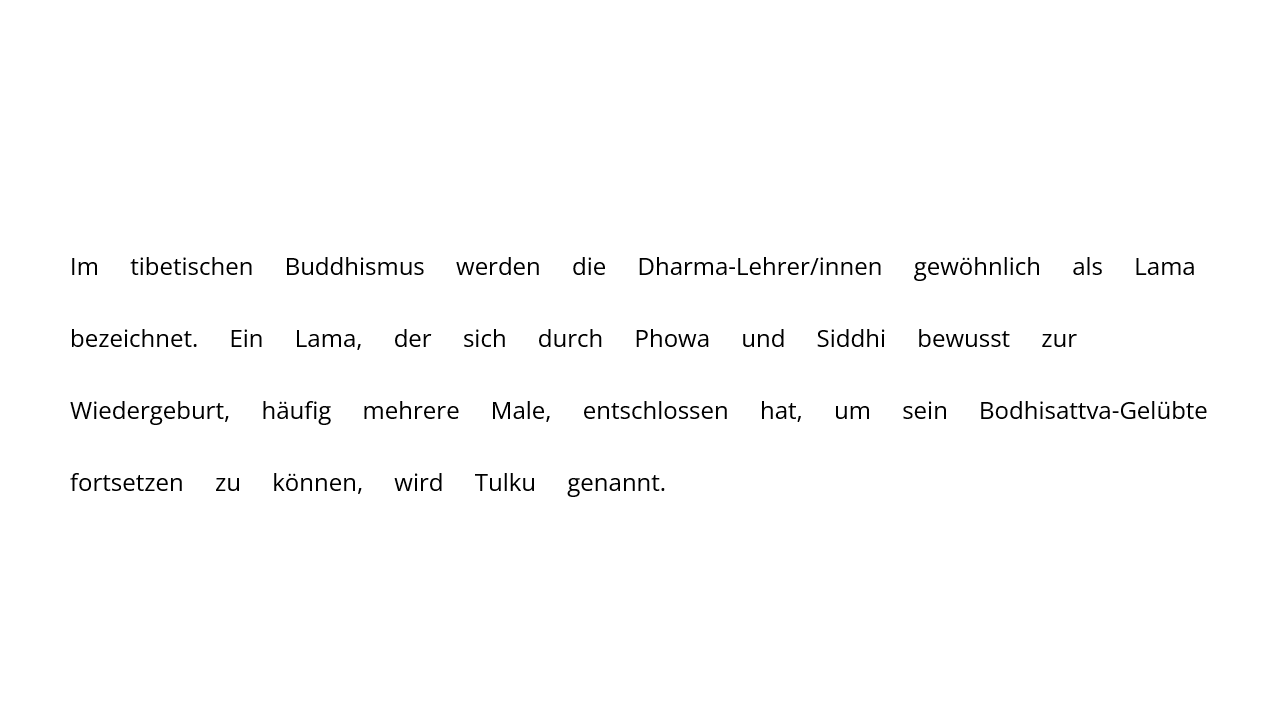 Im tibetischen Buddhismus werden die Dharma-Lehrer/innen gewöhnlich als Lama
bezeichnet. Ein Lama, der sich durch Phowa und Siddhi bewusst zur
Wiedergeburt, häufig mehrere Male, entschlossen hat, um sein Bodhisattva-Gelübte
fortsetzen zu können, wird Tulku genannt.